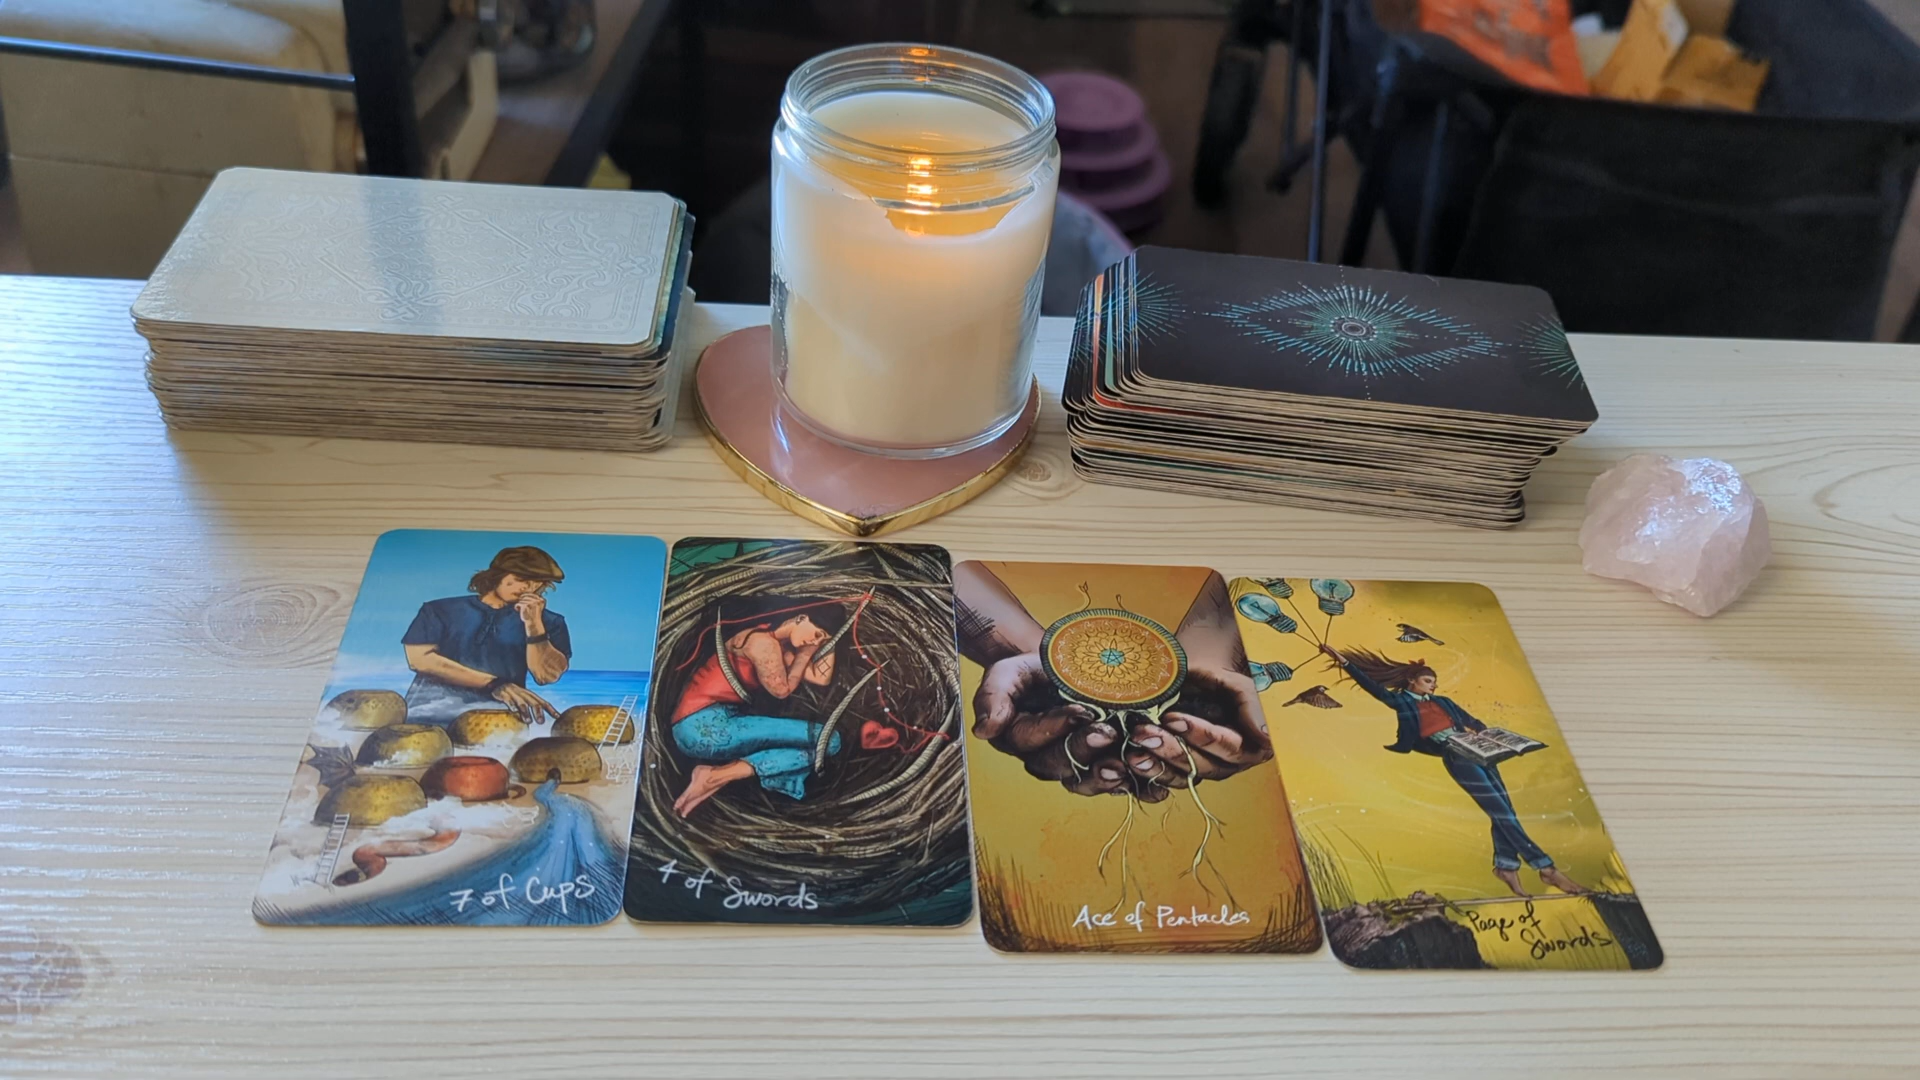 7 of Cups
4 of Swords
Ace of Pentacles
Page of
Swords